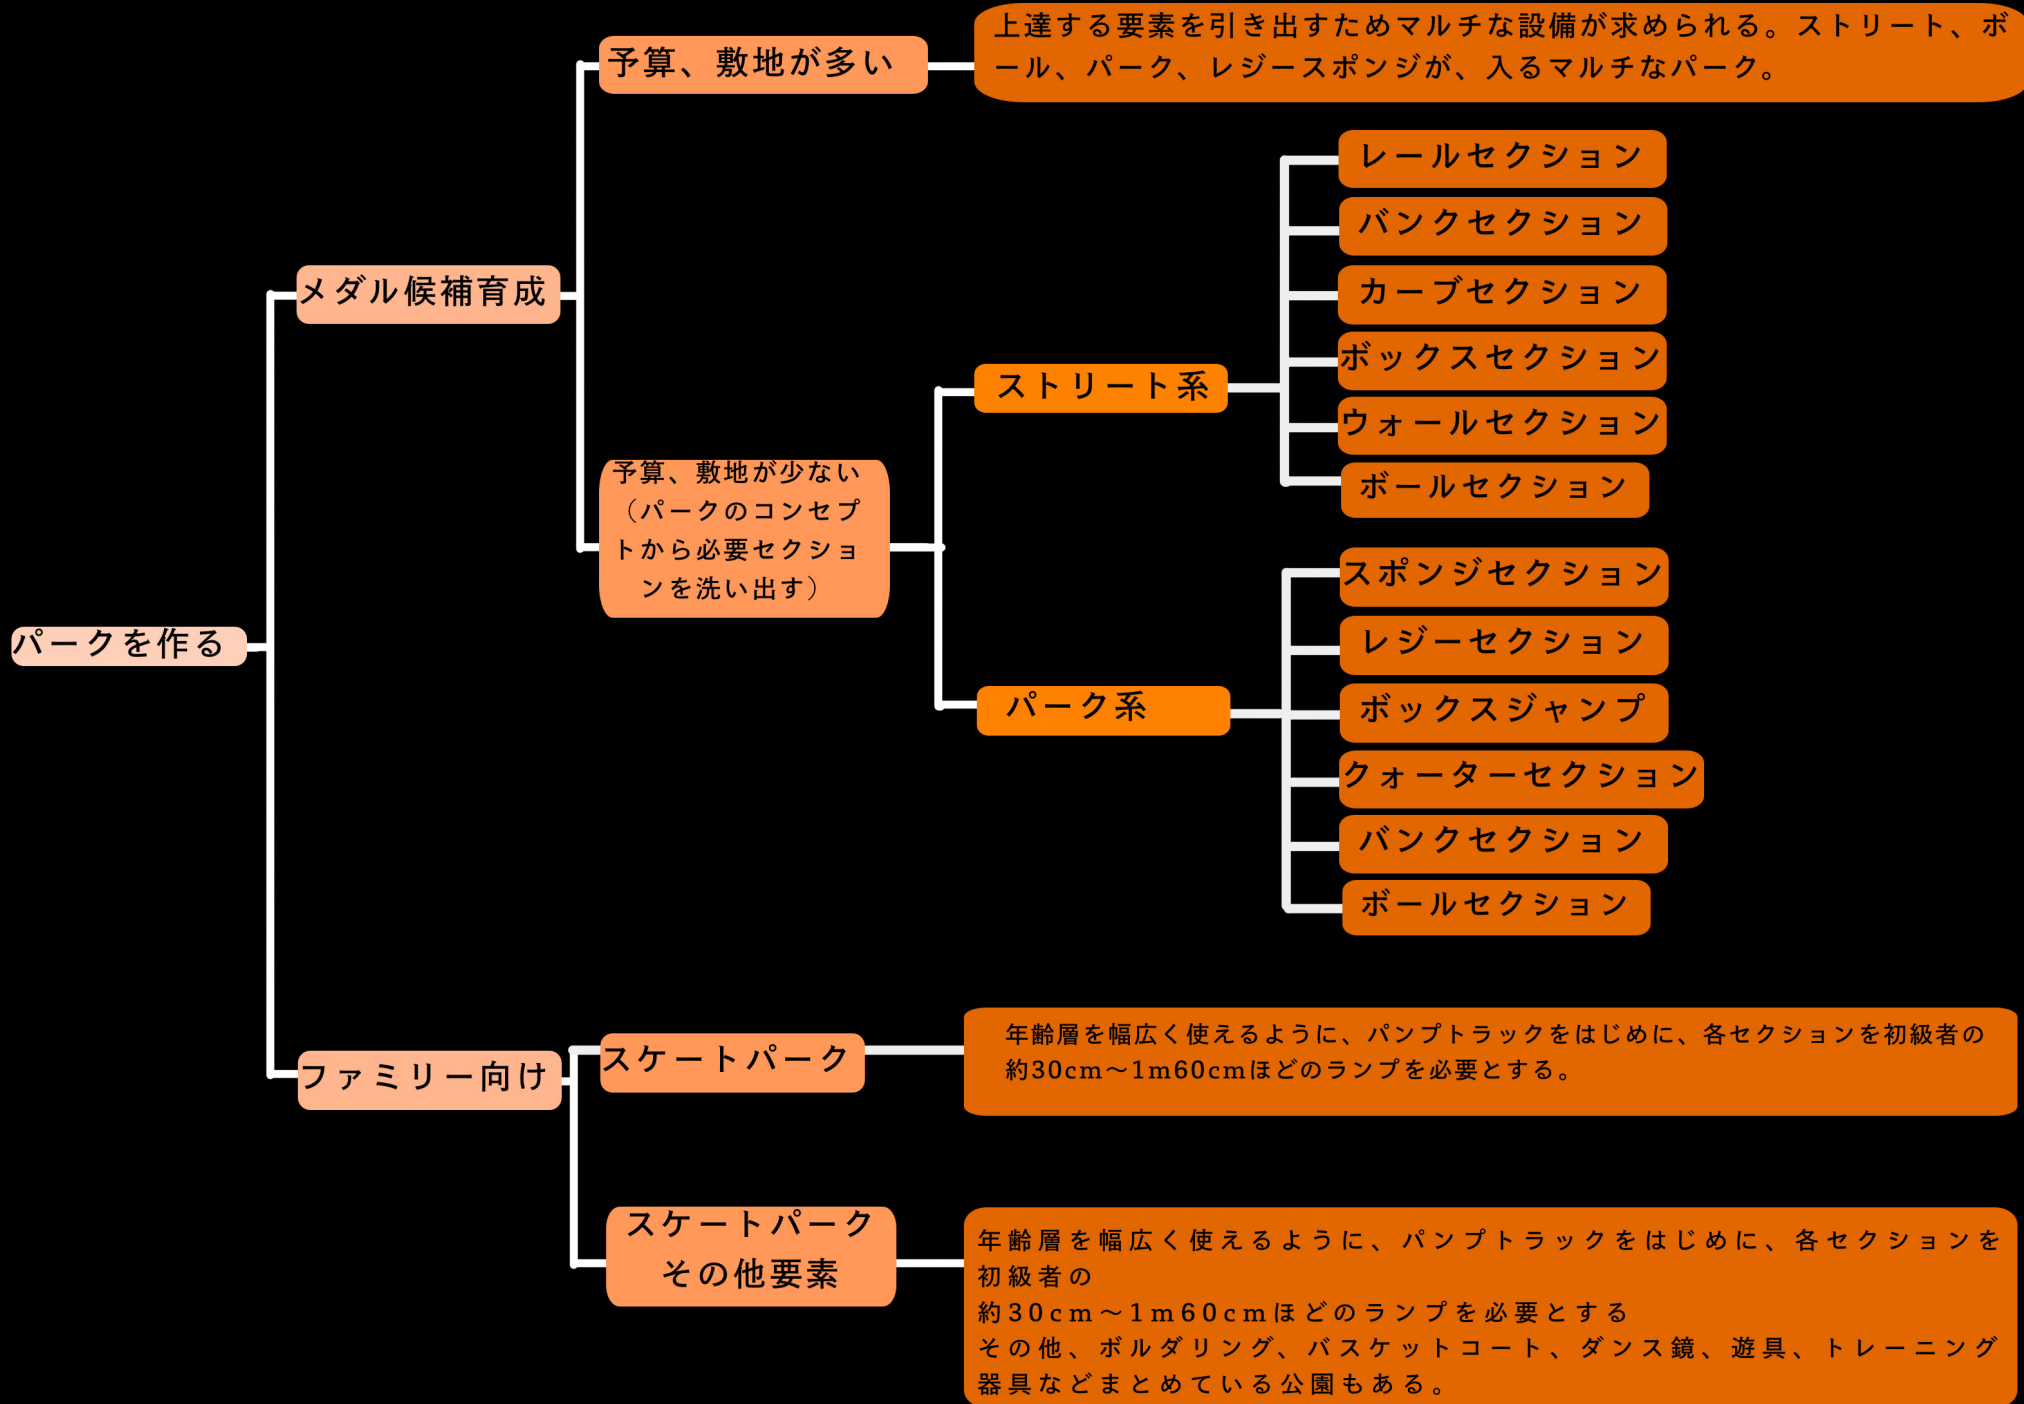 上達する要素を引き出すためマルチな設備が求められる。ストリート、ボ
ール、パーク、レジースポンジが、入るマルチなパーク。
予算、敷地が多い
レールセクション
バンクセクション
カーブセクション
ボックスセクション
ウォールセクション
ボールセクション
メダル候補育成
ストリート系
予算、敷地が少ない
（パークのコンセプ
トから必要セクショ
ンを洗い出す）
スポンジセクション
レジーセクション
ボックスジャンプ
クォーターセクション
バンクセクション
ボールセクション
パークを作る
パーク系
年齢層を幅広く使えるように、パンプトラックをはじめに、各セクションを初級者の
約30cm〜1m60cmほどのランプを必要とする。
スケートパーク
ファミリー向け
スケートパーク
その他要素
年齢層を幅広く使えるように、パンプトラックをはじめに、各セクションを
初級者の
約30cm〜1m60cmほどのランプを必要とする
その他、ボルダリング、バスケットコート、ダンス鏡、遊具、トレーニング
器具などまとめている公園もある。